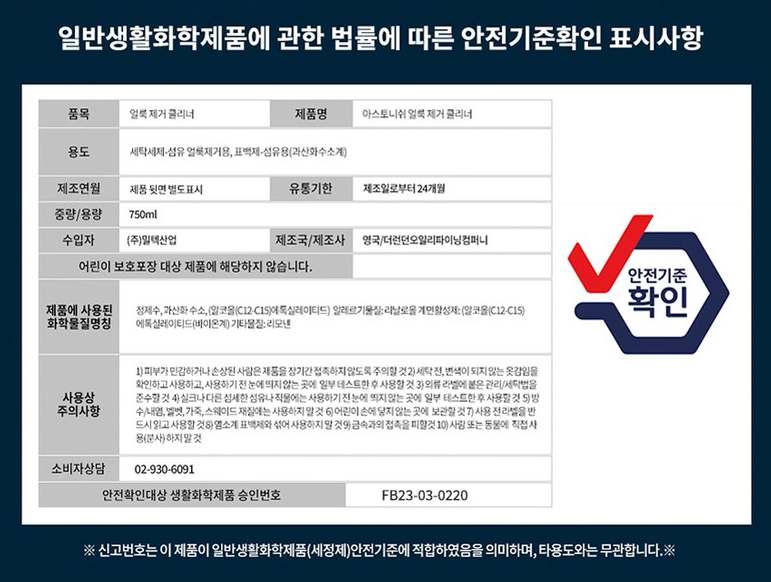 일반생활화학제품에 관한 법률에 따른 안전기준확인 표시사항
품목 얼룩 제거 클리너 제품명 아스토니쉬 얼룩 제거 클리너
용도 세탁세제-섬유 얼룩제거용, 표백제-섬유용(과산화수소계)
제조연월 제품 뒷면 별도표시 유통기한 제조일로부터 24개월
중량/용량 750ml
수입자 (주)밀텍산업 제조국/제조사 영국/더런던오일리파이닝컴퍼니
어린이 보호포장 대상 제품에 해당하지 않습니다.
제품에 사용된
화학물질명칭
정제수, 과산화 수소, (알코올(C12-C15)에톡실레이티드) 알레르기물질: 리날로올 계면활성제: (알코올(C12-C15)
에톡실레이티드(비이온계) 기타물질: 리모넨
사용상
주의사항
1) 피부가 민감하거나 손상된 사람은 제품을 장기간 접촉하지 않도록 주의할 것 2) 세탁 전, 변색이 되지 않는 옷감임을
확인하고 사용하고, 사용하기 전 눈에 띄지 않는 곳에 일부 테스트한 후 사용할 것 3) 의류 라벨에 붙은 관리/세탁법을
준수할 것 4) 실크나 다른 섬세한 섬유나 직물에는 사용하기 전 눈에 띄지 않는 곳에 일부 테스트한 후 사용할 것 5) 방
수/내염, 벨벳, 가죽, 스웨이드 재질에는 사용하지 말 것 6) 어린이 손에 닿지 않는 곳에 보관할 것 7) 사용 전 라벨을 반
드시 읽고 사용할 것 8) 염소계 표백제와 섞어 사용하지 말 것 9) 금속과의 접촉을 피할것 10) 사람 또는 동물에 직접 사
용(분사) 하지 말 것
소비자상담 02-930-6091
안전확인대상 생활화학제품 승인번호 FB23-03-0220
안전기준
확인
※ 신고번호는 이 제품이 일반생활화학제품(세정제)안전기준에 적합하였음을 의미하며, 타용도와는 무관합니다.※